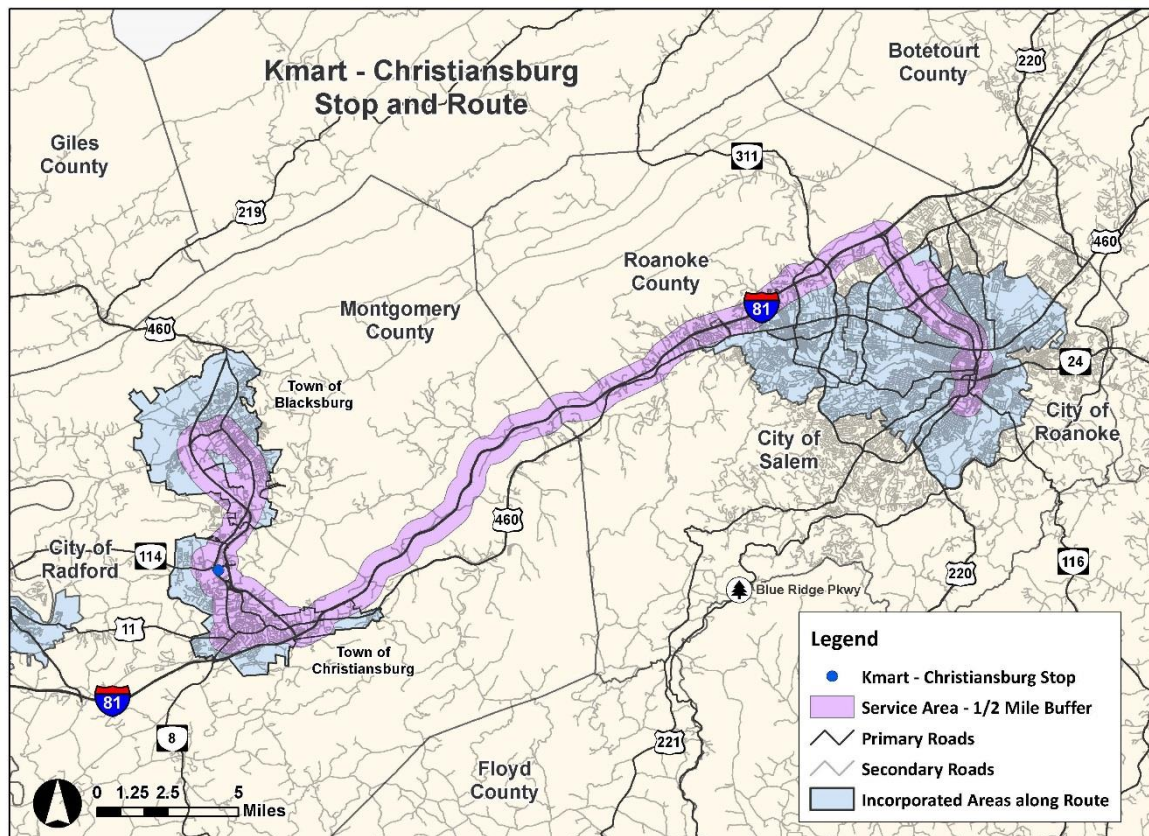 Kmart - Christiansburg
Stop and Route
Botetourt
County
220
Giles
County
311
219
460
Roanoke
County
81
Montgomery
County
460
Town of
Blacksburg
24
City of
Roanoke
City of
Salem
460
City of
Radford
114
220
116
Blue Ridge Pkwy
11
Town of
Christiansburg
81
8
221
Floyd
County
0 1.25 2.5 5
Miles
Legend
Kmart - Christiansburg Stop
Service Area - 1/2 Mile Buffer
Primary Roads
Secondary Roads
Incorporated Areas along Route